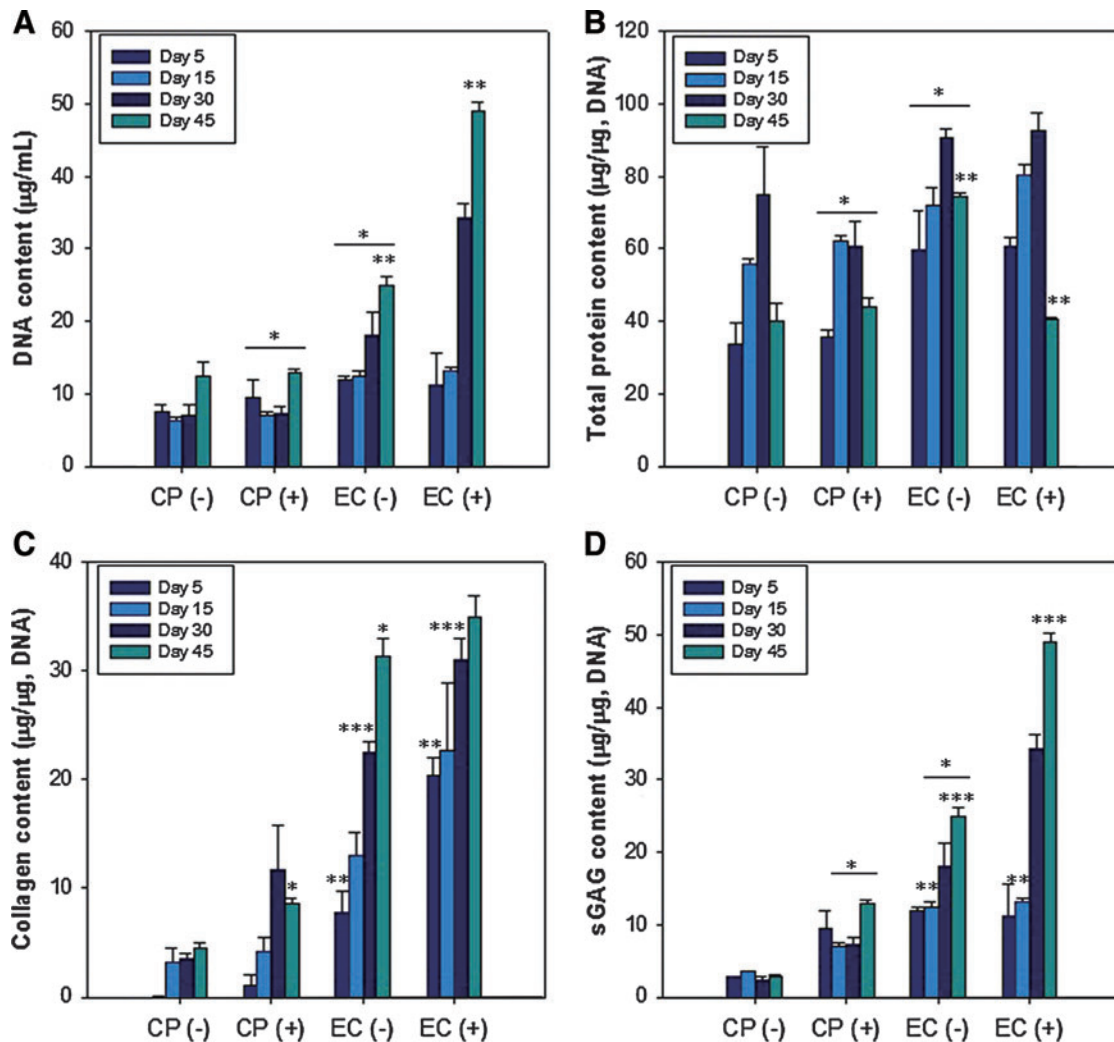 A
DNA content (μg/mL)
60
50
40
30
20
10
0
Day 5
Day 15
Day 30
Day 45
*
*
**
**
CP (-) CP (+) EC (-) EC (+)
B
Total protein content (μg/μg, DNA)
120
100
80
60
40
20
0
Day 5
Day 15
Day 30
Day 45
*
*
**
**
CP (-) CP (+) EC (-) EC (+)
C
Collagen content (μg/μg, DNA)
40
30
20
10
0
Day 5
Day 15
Day 30
Day 45
*
**
***
*
**
***
CP (-) CP (+) EC (-) EC (+)
D
sGAG content (μg/μg, DNA)
60
50
40
30
20
10
0
Day 5
Day 15
Day 30
Day 45
*
*
**
***
**
***
CP (-) CP (+) EC (-) EC (+)